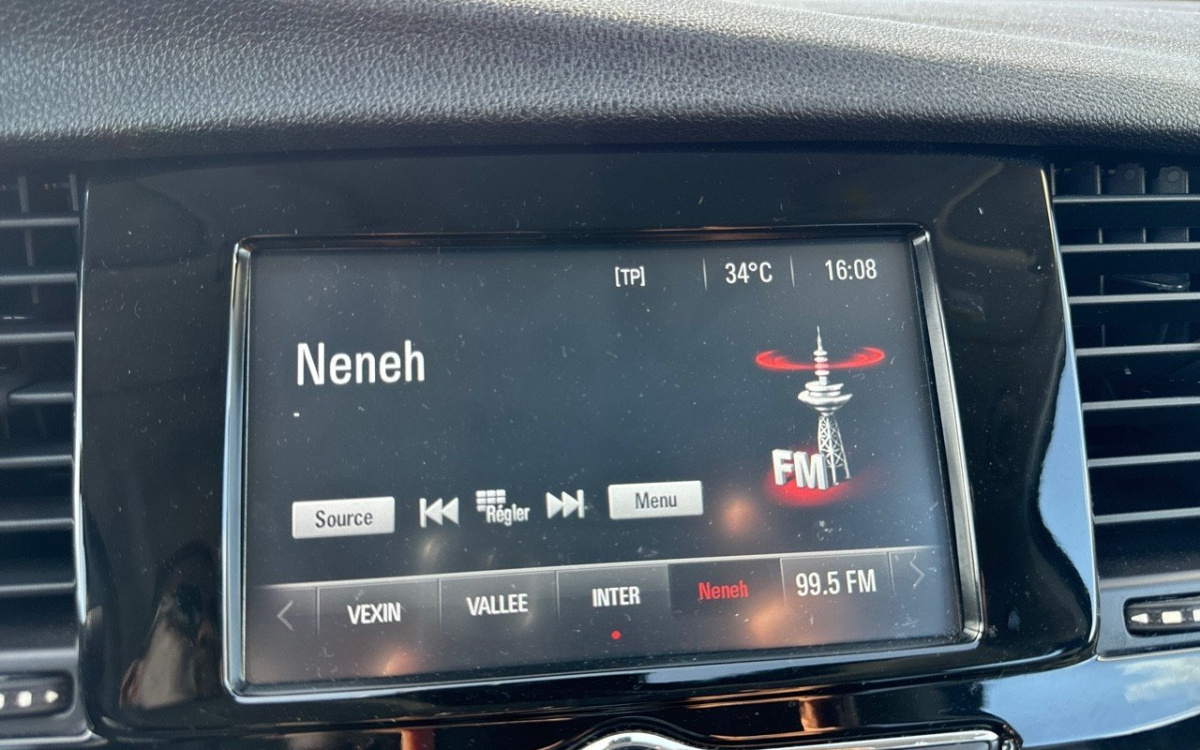 [TP] 34°C 16:08
Neneh
FM
Source Régler Menu
VEXIN VALLEE INTER Neneh 99.5 FM